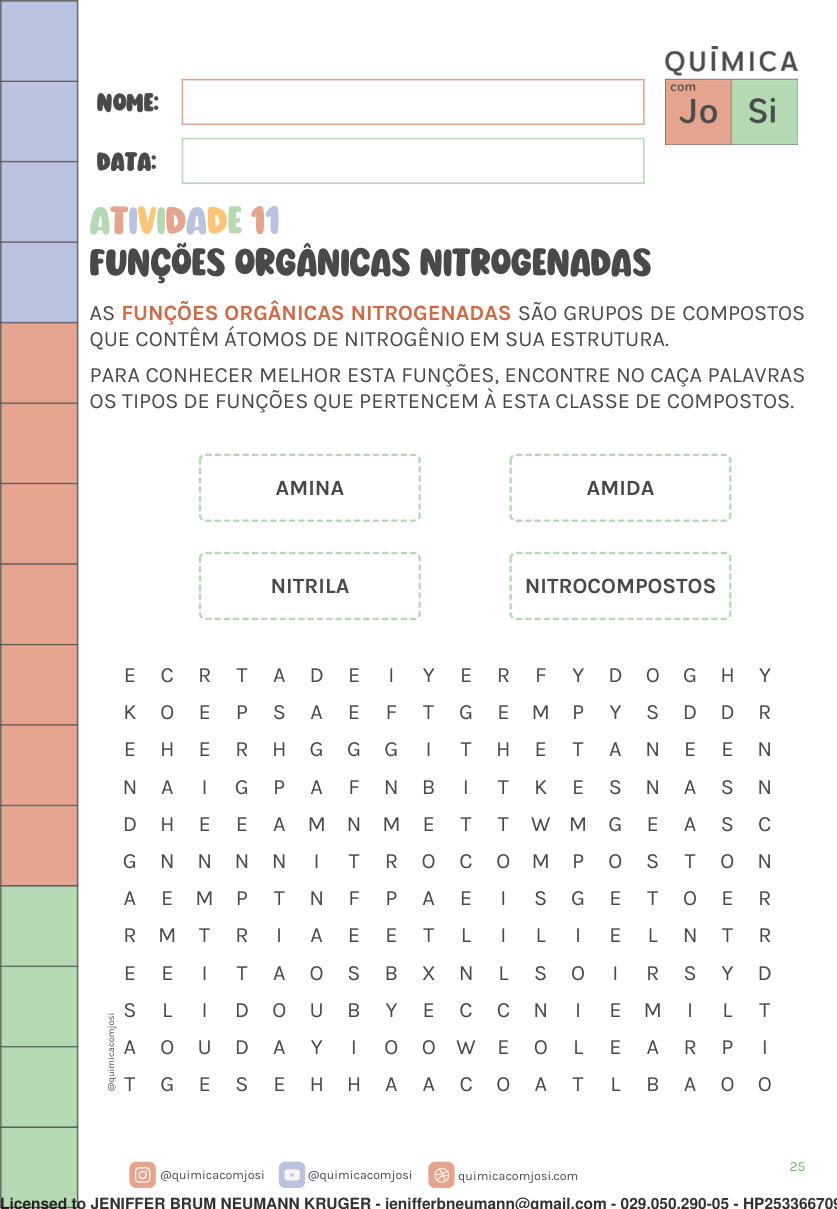 QUĪMICA
com
Jo Si
NOME:
DATA:
ATIVIDADE 11
FUNÇÕES ORGÂNICAS NITROGENADAS
AS FUNÇÕES ORGÂNICAS NITROGENADAS SÃO GRUPOS DE COMPOSTOS
QUE CONTÊM ÁTOMOS DE NITROGÊNIO EM SUA ESTRUTURA.
PARA CONHECER MELHOR ESTA FUNÇÕES, ENCONTRE NO CAÇA PALAVRAS
OS TIPOS DE FUNÇÕES QUE PERTENCEM À ESTA CLASSE DE COMPOSTOS.
AMINA AMIDA
NITRILA NITROCOMPOSTOS
E C R T A D E I Y E R F Y D O G H Y
K O E P S A E F T G E M P Y S D D R
E H E R H G G G I T H E T A N E E N
N A I G P A F N B I T K E S N A S N
D H E E A M N M E T T W M G E A S C
G N N N N I T R O C O M P O S T O N
A E M P T N F P A E I S G E T O E R
R M T R I A E E T L I L I E L N T R
E E I T A O S B X N L S O I R S Y D
S L I D O U B Y E C C N I E M I L T
A O U D A Y I O O W E O L E A R P I
T G E S E H H A A C O A T L B A O O
@quimicacomjosi
@quimicacomjosi @quimicacomjosi quimicacomjosi.com
25
Licensed to JENIFFER BRUM NEUMANN KRUGER - jenifferbneumann@gmail.com - 029.050.290-05 - HP253366709